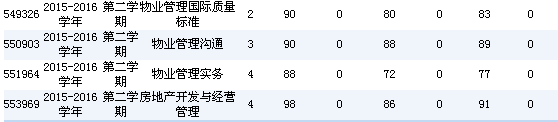 549326 2015-2016学年 第二学期 物业管理国际质量标准 2 90 0 80 0 83 0
550903 2015-2016学年 第二学期 物业管理沟通 3 90 0 88 0 89 0
551964 2015-2016学年 第二学期 物业管理实务 4 88 0 72 0 77 0
553969 2015-2016学年 第二学期 房地产开发与经营管理 4 98 0 86 0 91 0